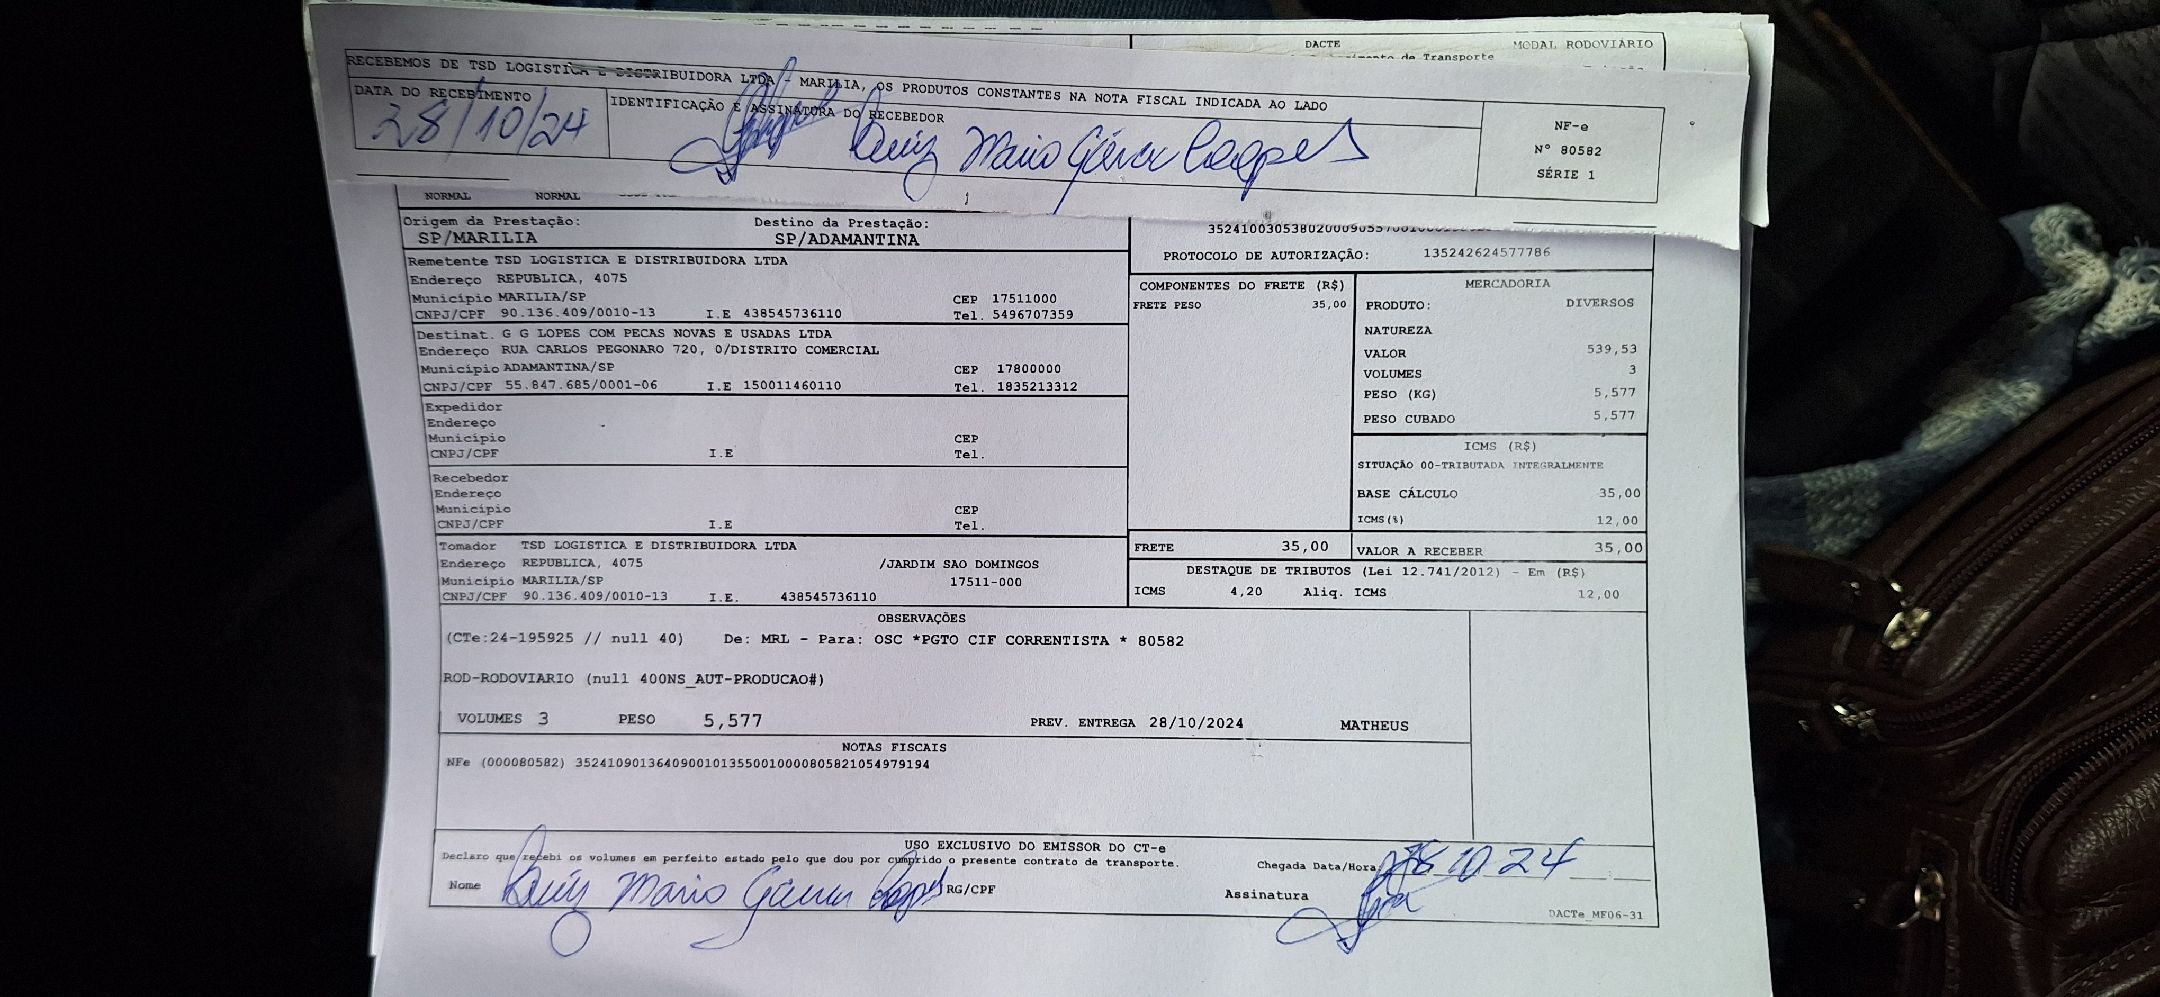 DACTE
MODAL RODOVIÁRIO
de Transporte
RECEBEMOS DE TSD LOGISTICA E DISTRIBUIDORA LTDA - MARILIA, OS PRODUTOS CONSTANTES NA NOTA FISCAL INDICADA AO LADO
DATA DO RECEBIMENTO
28/10/24
IDENTIFICAÇÃO E ASSINATURA DO RECEBEDOR
Luiz Mario
NF-e
Nº 80582
SÉRIE 1
NORMAL NORMAL
Origem da Prestação: Destino da Prestação:
SP/MARILIA SP/ADAMANTINA
PROTOCOLO DE AUTORIZAÇÃO: 135242624577786
Remetente TSD LOGISTICA E DISTRIBUIDORA LTDA
Endereço REPUBLICA, 4075
Município MARILIA/SP CEP 17511000
CNPJ/CPF 90.136.409/0010-13 I.E 438545736110 Tel. 5496707359
Destinat. G G LOPES COM PECAS NOVAS E USADAS LTDA
Endereço RUA CARLOS PEGONARO 720, 0/DISTRITO COMERCIAL
Município ADAMANTINA/SP CEP 17800000
CNPJ/CPF 55.847.685/0001-06 I.E 150011460110 Tel. 1835213312
Expedidor
Endereço
Município CEP
CNPJ/CPF I.E Tel.
Recebedor
Endereço
Município CEP
CNPJ/CPF I.E Tel.
Tomador TSD LOGISTICA E DISTRIBUIDORA LTDA
Endereço REPUBLICA, 4075 /JARDIM SAO DOMINGOS
Município MARILIA/SP 17511-000
CNPJ/CPF 90.136.409/0010-13 I.E. 438545736110
COMPONENTES DO FRETE (R$)
FRETE PESO 35,00
MERCADORIA
PRODUTO: DIVERSOS
NATUREZA
VALOR 539,53
VOLUMES 3
PESO (KG) 5,577
PESO CUBADO 5,577
ICMS (R$)
SITUAÇÃO 00-TRIBUTADA INTEGRALMENTE
BASE CÁLCULO 35,00
ICMS(%) 12,00
FRETE 35,00
VALOR A RECEBER 35,00
DESTAQUE DE TRIBUTOS (Lei 12.741/2012) - Em (R$)
ICMS 4,20 Aliq. ICMS 12,00
OBSERVAÇÕES
(CTe:24-195925 // null 40) De: MRL - Para: OSC *PGTO CIF CORRENTISTA * 80582
ROD-RODOVIARIO (null 400NS_AUT-PRODUCAO#)
VOLUMES 3 PESO 5,577 PREV. ENTREGA 28/10/2024 MATHEUS
NOTAS FISCAIS
NFe (000080582) 35241090136409001013550010000805821054979194
USO EXCLUSIVO DO EMISSOR DO CT-e
Declaro que recebi os volumes em perfeito estado pelo que dou por cumprido o presente contrato de transporte.
Chegada Data/Hora 28 10 24
Nome Luiz Mario RG/CPF
Assinatura
DACTe_MF06-31